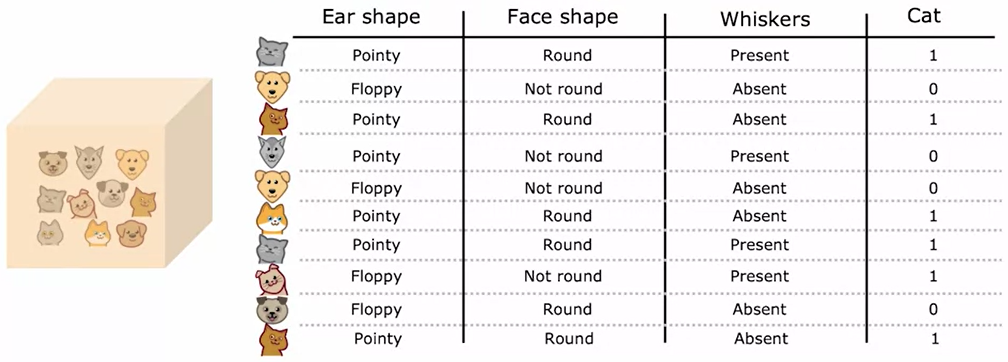 Ear shape Face shape Whiskers Cat
Pointy Round Present 1
Floppy Not round Absent 0
Pointy Round Absent 1
Pointy Not round Present 0
Floppy Not round Absent 0
Pointy Round Absent 1
Pointy Round Present 1
Floppy Not round Present 1
Floppy Round Absent 0
Pointy Round Absent 1